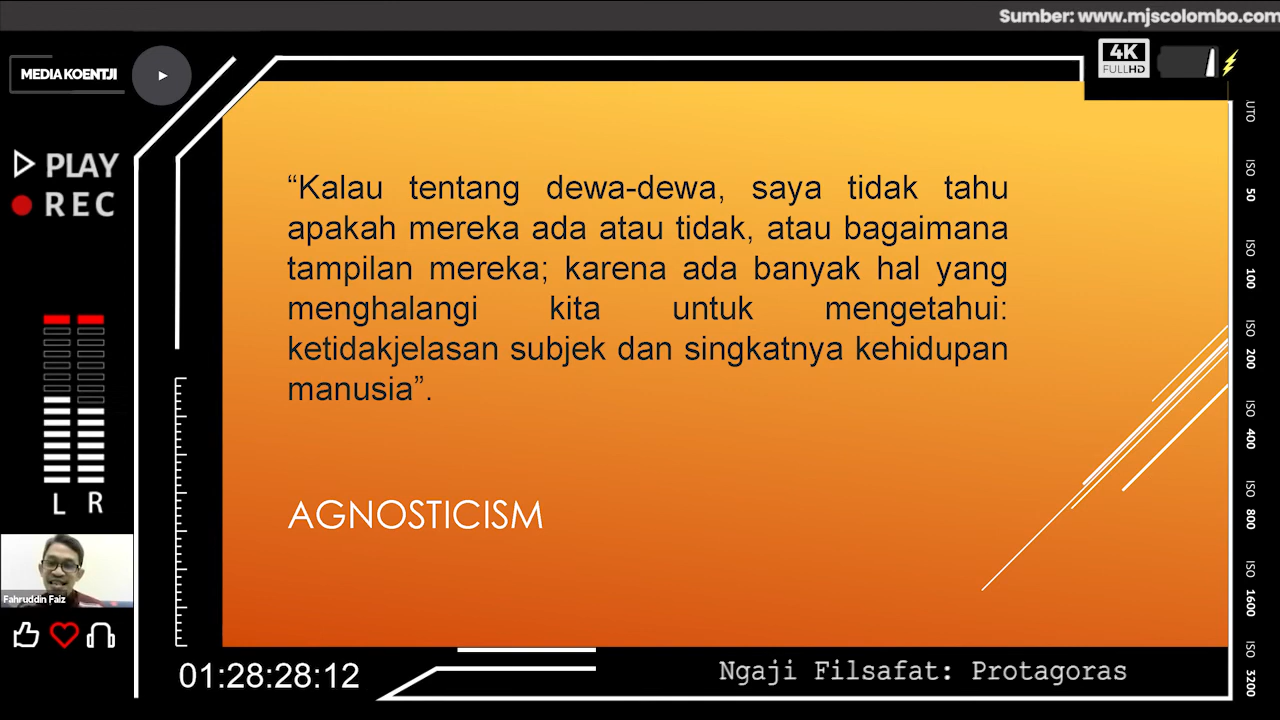 Sumber: www.mjscolombo.com
MEDIA KOENTJI
4K
FULL HD
PLAY
REC
“Kalau tentang dewa-dewa, saya tidak tahu
apakah mereka ada atau tidak, atau bagaimana
tampilan mereka; karena ada banyak hal yang
menghalangi kita untuk mengetahui:
ketidakjelasan subjek dan singkatnya kehidupan
manusia”.
AGNOSTICISM
L R
Fahruddin Faiz
01:28:28:12
Ngaji Filsafat: Protagoras
UTO
ISO 50
ISO 100
ISO 200
ISO 400
ISO 800
ISO 1600
ISO 3200